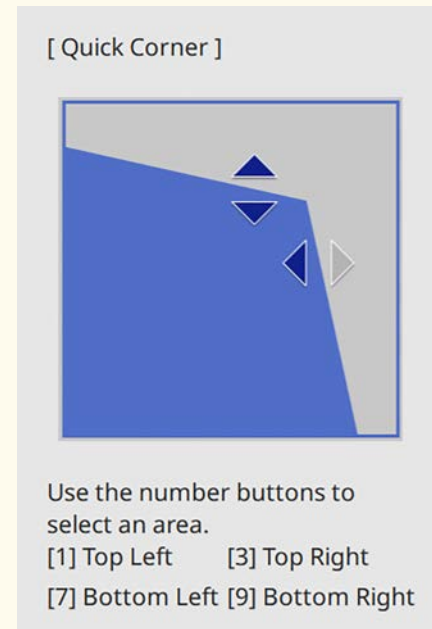 [ Quick Corner ]
Use the number buttons to
select an area.
[1] Top Left [3] Top Right
[7] Bottom Left [9] Bottom Right